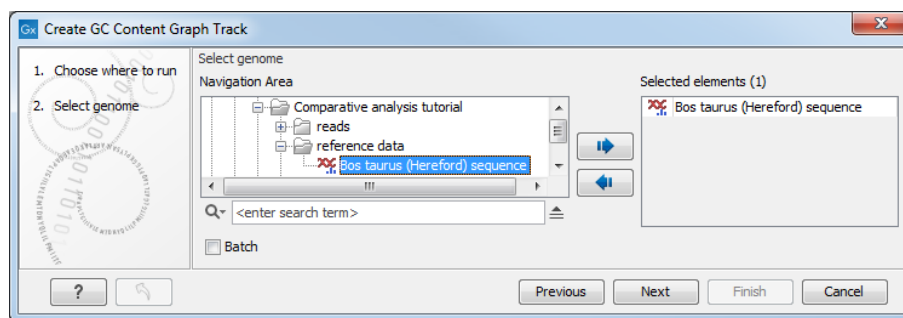 Gx Create GC Content Graph Track
1. Choose where to run
2. Select genome
Select genome
Navigation Area
Comparative analysis tutorial
reads
reference data
Bos taurus (Hereford) sequence
<enter search term>
Batch
Selected elements (1)
Bos taurus (Hereford) sequence
?
Previous
Next
Finish
Cancel